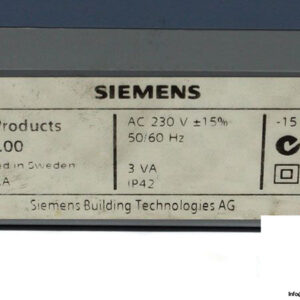 SIEMENS
Products AC 230 V ±15% -15
.00 50/60 Hz
in Sweden 3 VA
A IP42
Siemens Building Technologies AG